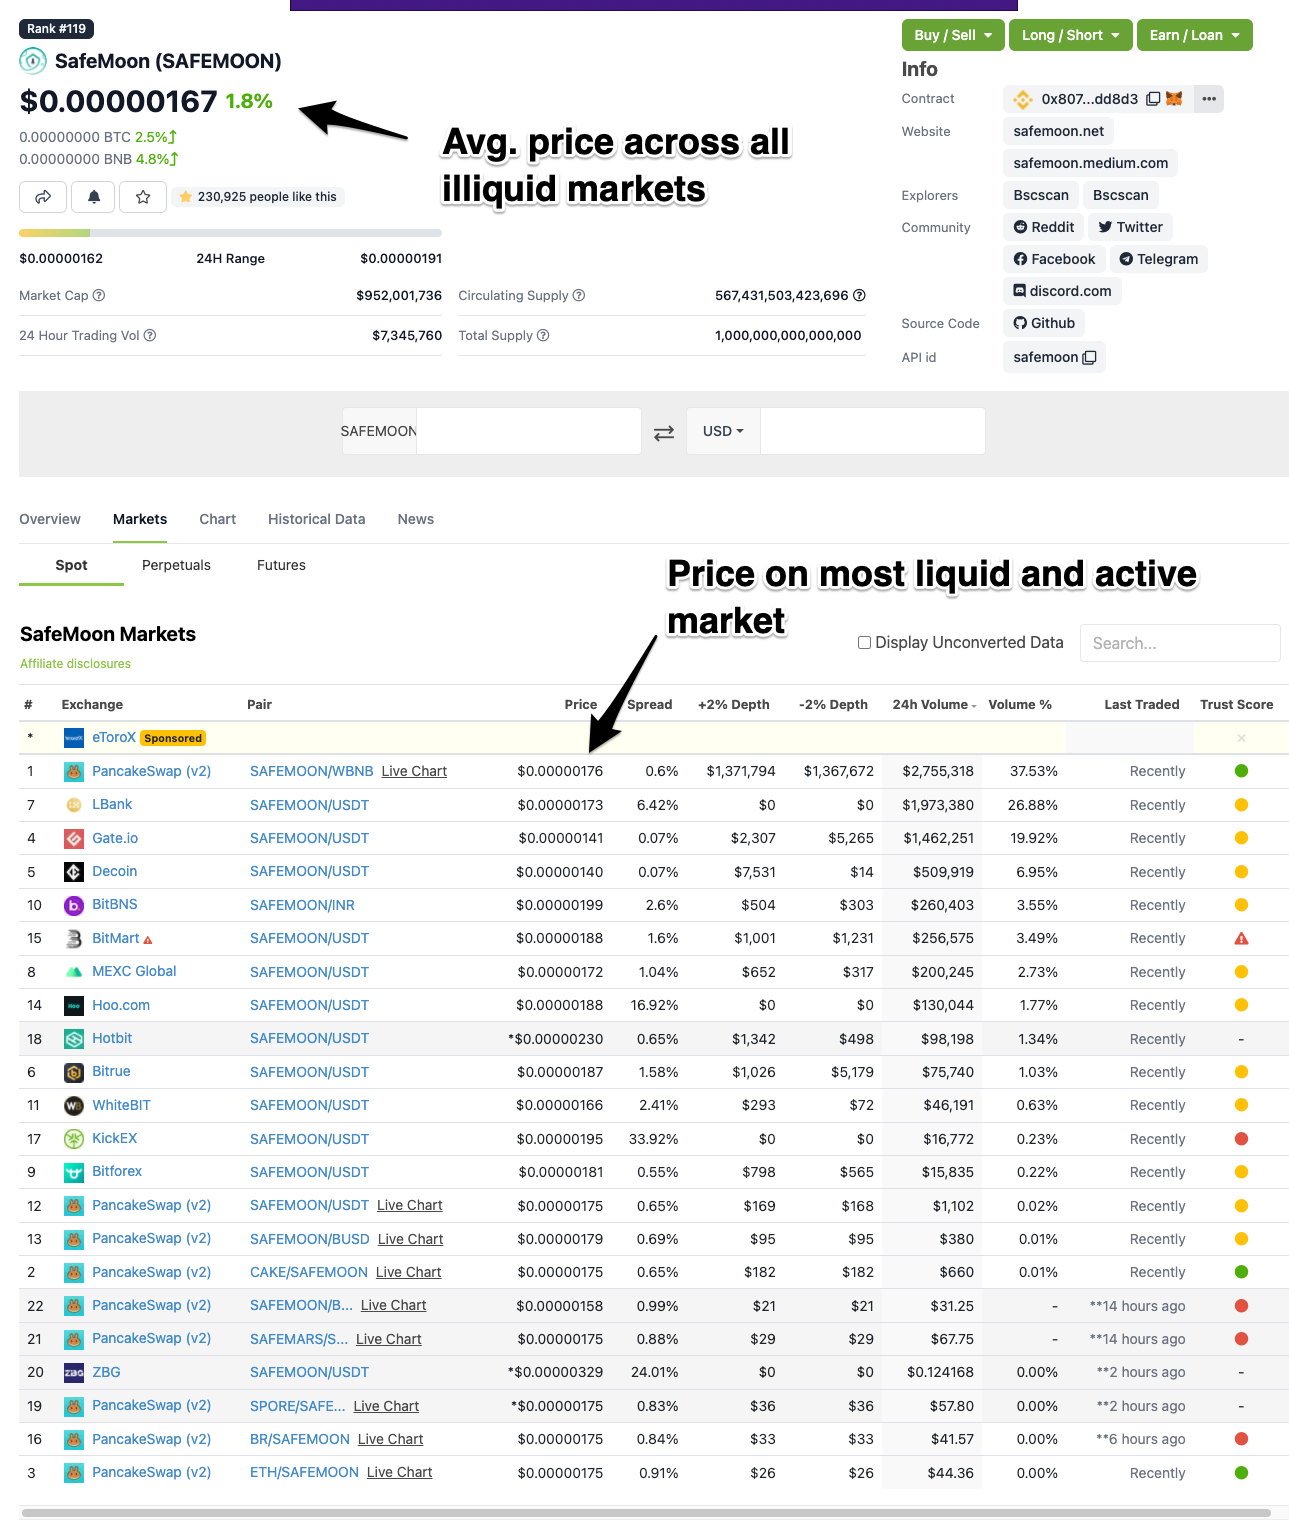 Rank #119
SafeMoon (SAFEMOON)
$0.00000167 1.8%
0.00000000 BTC 2.5%
0.00000000 BNB 4.8%
230,925 people like this
$0.00000162 24H Range $0.00000191
Market Cap $952,001,736
24 Hour Trading Vol $7,345,760
Circulating Supply 567,431,503,423,696
Total Supply 1,000,000,000,000,000
Avg. price across all
illiquid markets
Buy / Sell Long / Short Earn / Loan
Info
Contract 0x807...dd8d3
Website safemoon.net
safemoon.medium.com
Explorers Bscscan Bscscan
Community Reddit Twitter
Facebook Telegram
discord.com
Source Code Github
API id safemoon
SAFEMOON USD
Overview Markets Chart Historical Data News
Spot Perpetuals Futures
Price on most liquid and active
market
SafeMoon Markets
Affiliate disclosures
Display Unconverted Data Search...
# Exchange Pair Price Spread +2% Depth -2% Depth 24h Volume Volume % Last Traded Trust Score
* eToroX Sponsored
1 PancakeSwap (v2) SAFEMOON/WBNB Live Chart $0.00000176 0.6% $1,371,794 $1,367,672 $2,755,318 37.53% Recently
7 LBank SAFEMOON/USDT $0.00000173 6.42% $0 $0 $1,973,380 26.88% Recently
4 Gate.io SAFEMOON/USDT $0.00000141 0.07% $2,307 $5,265 $1,462,251 19.92% Recently
5 Decoin SAFEMOON/USDT $0.00000140 0.07% $7,531 $14 $509,919 6.95% Recently
10 BitBNS SAFEMOON/INR $0.00000199 2.6% $504 $303 $260,403 3.55% Recently
15 BitMart SAFEMOON/USDT $0.00000188 1.6% $1,001 $1,231 $256,575 3.49% Recently
8 MEXC Global SAFEMOON/USDT $0.00000172 1.04% $652 $317 $200,245 2.73% Recently
14 Hoo.com SAFEMOON/USDT $0.00000188 16.92% $0 $0 $130,044 1.77% Recently
18 Hotbit SAFEMOON/USDT *$0.00000230 0.65% $1,342 $498 $98,198 1.34% Recently -
6 Bitrue SAFEMOON/USDT $0.00000187 1.58% $1,026 $5,179 $75,740 1.03% Recently
11 WhiteBIT SAFEMOON/USDT $0.00000166 2.41% $293 $72 $46,191 0.63% Recently
17 KickEX SAFEMOON/USDT $0.00000195 33.92% $0 $0 $16,772 0.23% Recently
9 Bitforex SAFEMOON/USDT $0.00000181 0.55% $798 $565 $15,835 0.22% Recently
12 PancakeSwap (v2) SAFEMOON/USDT Live Chart $0.00000175 0.65% $169 $168 $1,102 0.02% Recently
13 PancakeSwap (v2) SAFEMOON/BUSD Live Chart $0.00000179 0.69% $95 $95 $380 0.01% Recently
2 PancakeSwap (v2) CAKE/SAFEMOON Live Chart $0.00000175 0.65% $182 $182 $660 0.01% Recently
22 PancakeSwap (v2) SAFEMOON/B... Live Chart $0.00000158 0.99% $21 $21 $31.25 - **14 hours ago
21 PancakeSwap (v2) SAFEMARS/S... Live Chart $0.00000175 0.88% $29 $29 $67.75 - **14 hours ago
20 ZBG SAFEMOON/USDT *$0.00000329 24.01% $0 $0 $0.124168 0.00% **2 hours ago -
19 PancakeSwap (v2) SPORE/SAFE... Live Chart *$0.00000175 0.83% $36 $36 $57.80 0.00% **2 hours ago -
16 PancakeSwap (v2) BR/SAFEMOON Live Chart $0.00000175 0.84% $33 $33 $41.57 0.00% **6 hours ago
3 PancakeSwap (v2) ETH/SAFEMOON Live Chart $0.00000175 0.91% $26 $26 $44.36 0.00% Recently